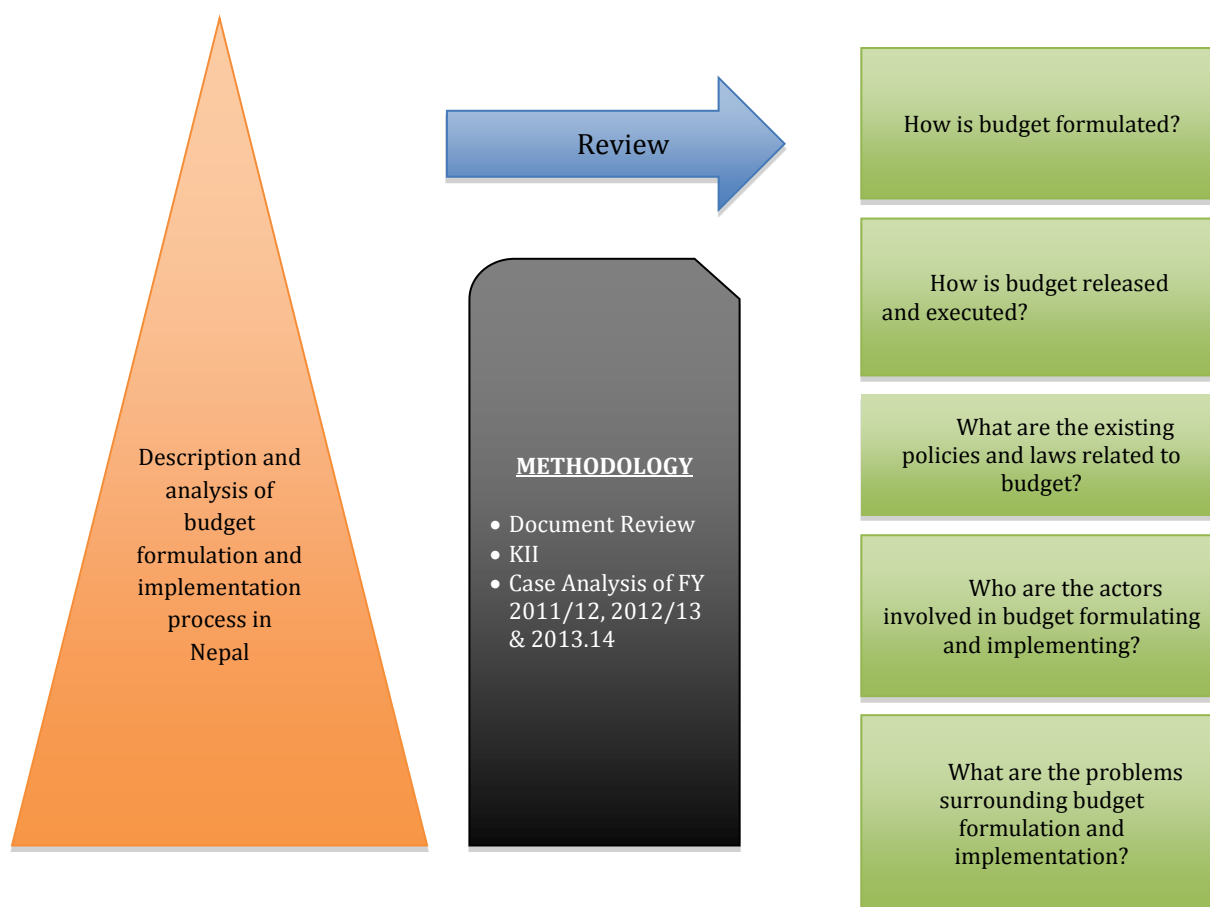 Description and
analysis of
budget
formulation and
implementation
process in
Nepal
Review
METHODOLOGY
• Document Review
• KII
• Case Analysis of FY
2011/12, 2012/13
& 2013.14
How is budget formulated?
How is budget released
and executed?
What are the existing
policies and laws related to
budget?
Who are the actors
involved in budget formulating
and implementing?
What are the problems
surrounding budget
formulation and
implementation?